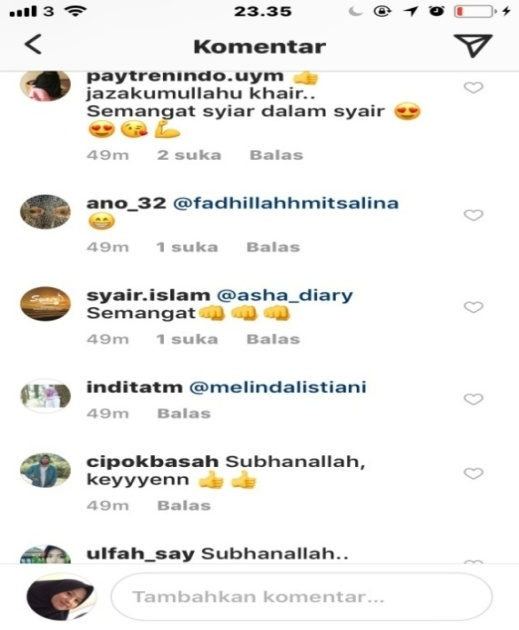 3 23.35
Komentar
paytrenindo.uym 👍
jazakumullahu khair..
Semangat syiar dalam syair 😍
😍😘💪
49m 2 suka Balas
ano_32 @fadhillahhmitsalina
😁
49m 1 suka Balas
syair.islam @asha_diary
Semangat👊👊👊
49m 1 suka Balas
inditatm @melindalistiani
49m Balas
cipokbasah Subhanallah,
keyyyenn 👍👍
49m Balas
ulfah_say Subhanallah..
Tambahkan komentar...